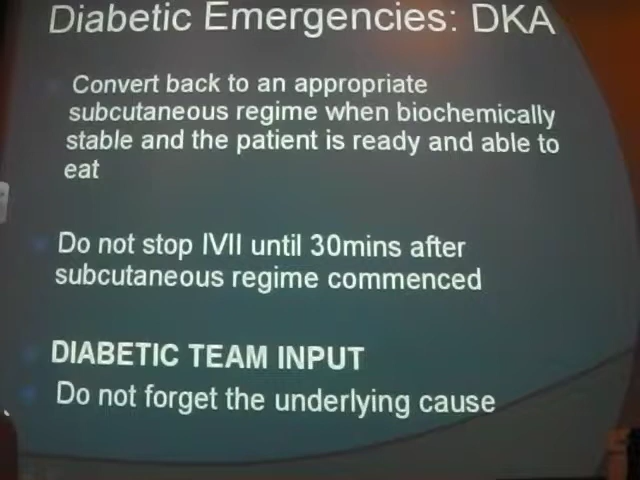 Diabetic Emergencies: DKA
Convert back to an appropriate
subcutaneous regime when biochemically
stable and the patient is ready and able to
eat
Do not stop IVII until 30mins after
subcutaneous regime commenced
DIABETIC TEAM INPUT
Do not forget the underlying cause